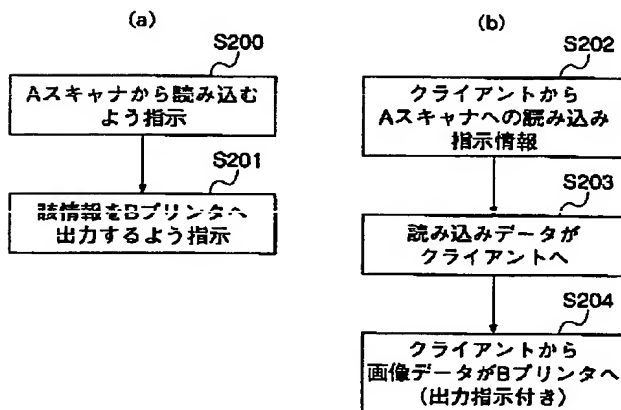 (a)
S200
Aスキャナから読み込む
よう指示
S201
該情報をBプリンタへ
出力するよう指示
(b)
S202
クライアントから
Aスキャナへの読み込み
指示情報
S203
読み込みデータが
クライアントへ
S204
クライアントから
画像データがBプリンタへ
(出力指示付き)